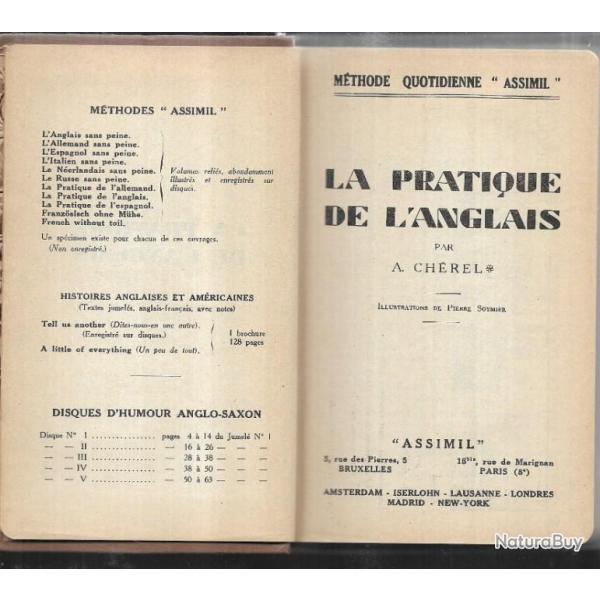 MÉTHODES " ASSIMIL "
L'Anglais sans peine.
L'Allemand sans peine.
L'Espagnol sans peine.
L'Italien sans peine.
Le Néerlandais sans peine.
Le Russe sans peine.
La Pratique de l'allemand.
La Pratique de l'anglais.
La Pratique de l'espagnol.
Französisch ohne Mühe.
French without toil.
Volumes reliés, abondamment
illustrés et enregistrés sur
disques.
Un spécimen existe pour chacun de ces ouvrages.
(Non enregistré.)
HISTOIRES ANGLAISES ET AMÉRICAINES
(Textes jumelés, anglais-français, avec notes)
Tell us another (Dites-nous-en une autre).
(Enregistré sur disques.)
A little of everything (Un peu de tout).
1 brochure
128 pages
DISQUES D'HUMOUR ANGLO-SAXON
Disque N° I ............... pages 4 à 14 du Jumelé N° 1
— — II ............... — 16 à 26 — — —
— — III ............... — 28 à 38 — — —
— — IV ............... — 38 à 50 — — —
— — V ............... — 50 à 63 — — —
MÉTHODE QUOTIDIENNE " ASSIMIL "
LA PRATIQUE
DE L'ANGLAIS
PAR
A. CHÉREL*
ILLUSTRATIONS DE PIERRE SOYMIER
"ASSIMIL"
5, rue des Pierres, 5
BRUXELLES
18bis, rue de Marignan
PARIS (8e)
AMSTERDAM - ISERLOHN - LAUSANNE - LONDRES
MADRID - NEW-YORK
NaturaBuy